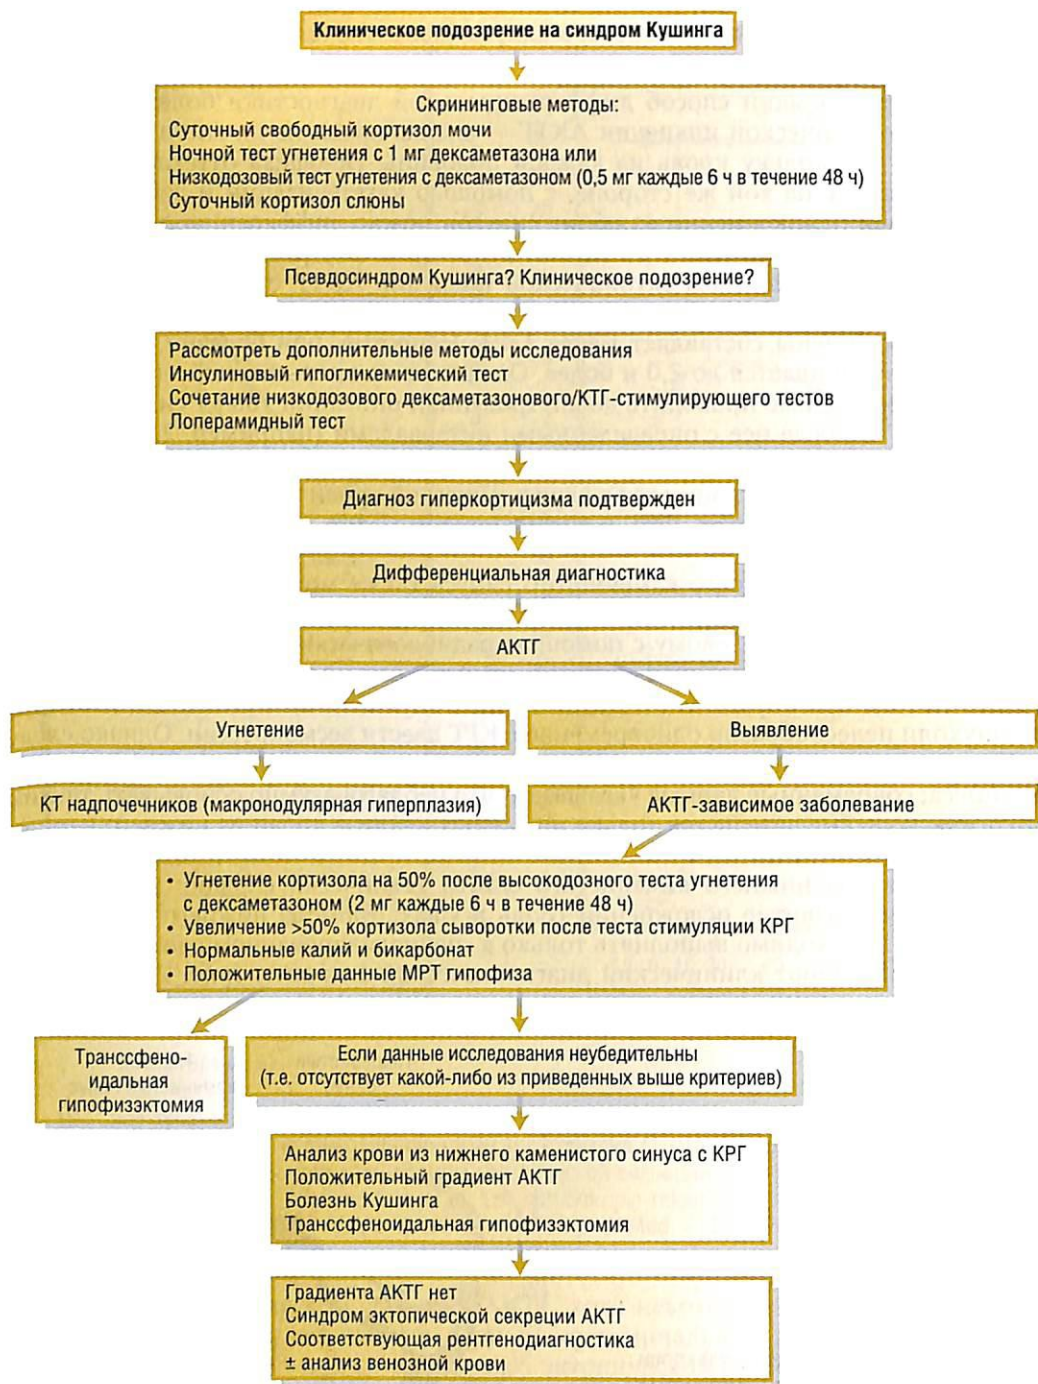 Клиническое подозрение на синдром Кушинга
Скрининговые методы:
Суточный свободный кортизол мочи
Ночной тест угнетения с 1 мг дексаметазона или
Низкодозовый тест угнетения с дексаметазоном (0,5 мг каждые 6 ч в течение 48 ч)
Суточный кортизол слюны
Псевдосиндром Кушинга? Клиническое подозрение?
Рассмотреть дополнительные методы исследования
Инсулиновый гипогликемический тест
Сочетание низкодозового дексаметазонового/КТГ-стимулирующего тестов
Лоперамидный тест
Диагноз гиперкортицизма подтвержден
Дифференциальная диагностика
АКТГ
Угнетение
Выявление
КТ надпочечников (макронодулярная гиперплазия)
АКТГ-зависимое заболевание
• Угнетение кортизола на 50% после высокодозного теста угнетения
с дексаметазоном (2 мг каждые 6 ч в течение 48 ч)
• Увеличение >50% кортизола сыворотки после теста стимуляции КРГ
• Нормальные калий и бикарбонат
• Положительные данные МРТ гипофиза
Транссфено-
идальная
гипофизэктомия
Если данные исследования неубедительны
(т.е. отсутствует какой-либо из приведенных выше критериев)
Анализ крови из нижнего каменистого синуса с КРГ
Положительный градиент АКТГ
Болезнь Кушинга
Транссфеноидальная гипофизэктомия
Градиента АКТГ нет
Синдром эктопической секреции АКТГ
Соответствующая рентгенодиагностика
± анализ венозной крови